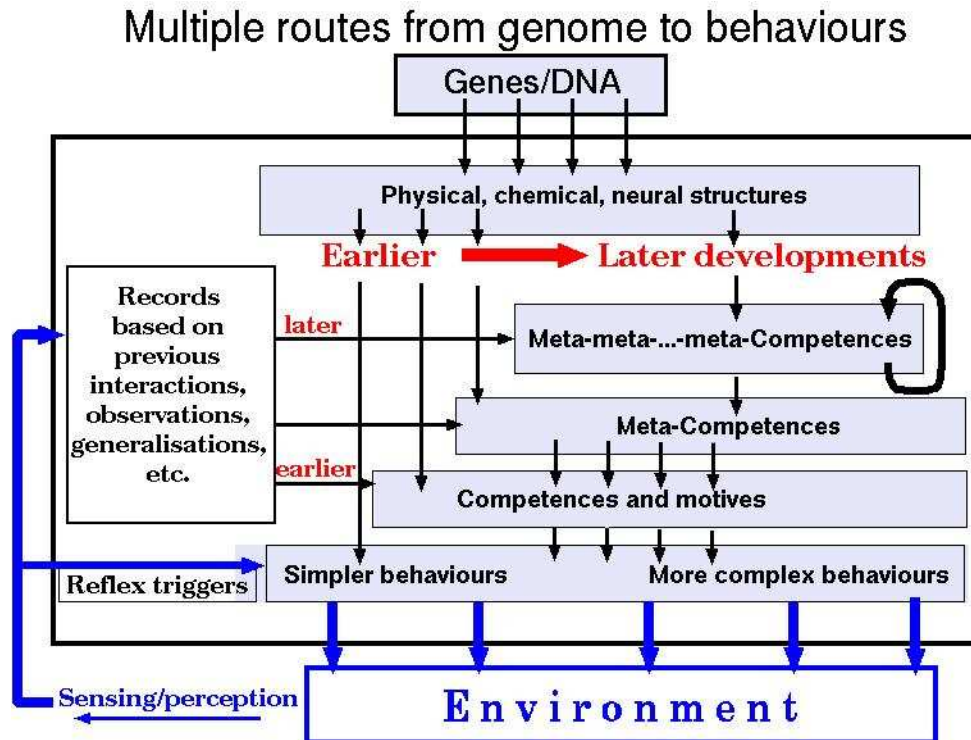 Multiple routes from genome to behaviours
Genes/DNA
Physical, chemical, neural structures
Earlier
Later developments
Records
based on
previous
interactions,
observations,
generalisations,
etc.
later
Meta-meta-...-meta-Competences
Meta-Competences
earlier
Competences and motives
Reflex triggers
Simpler behaviours
More complex behaviours
Sensing/perception
Environment